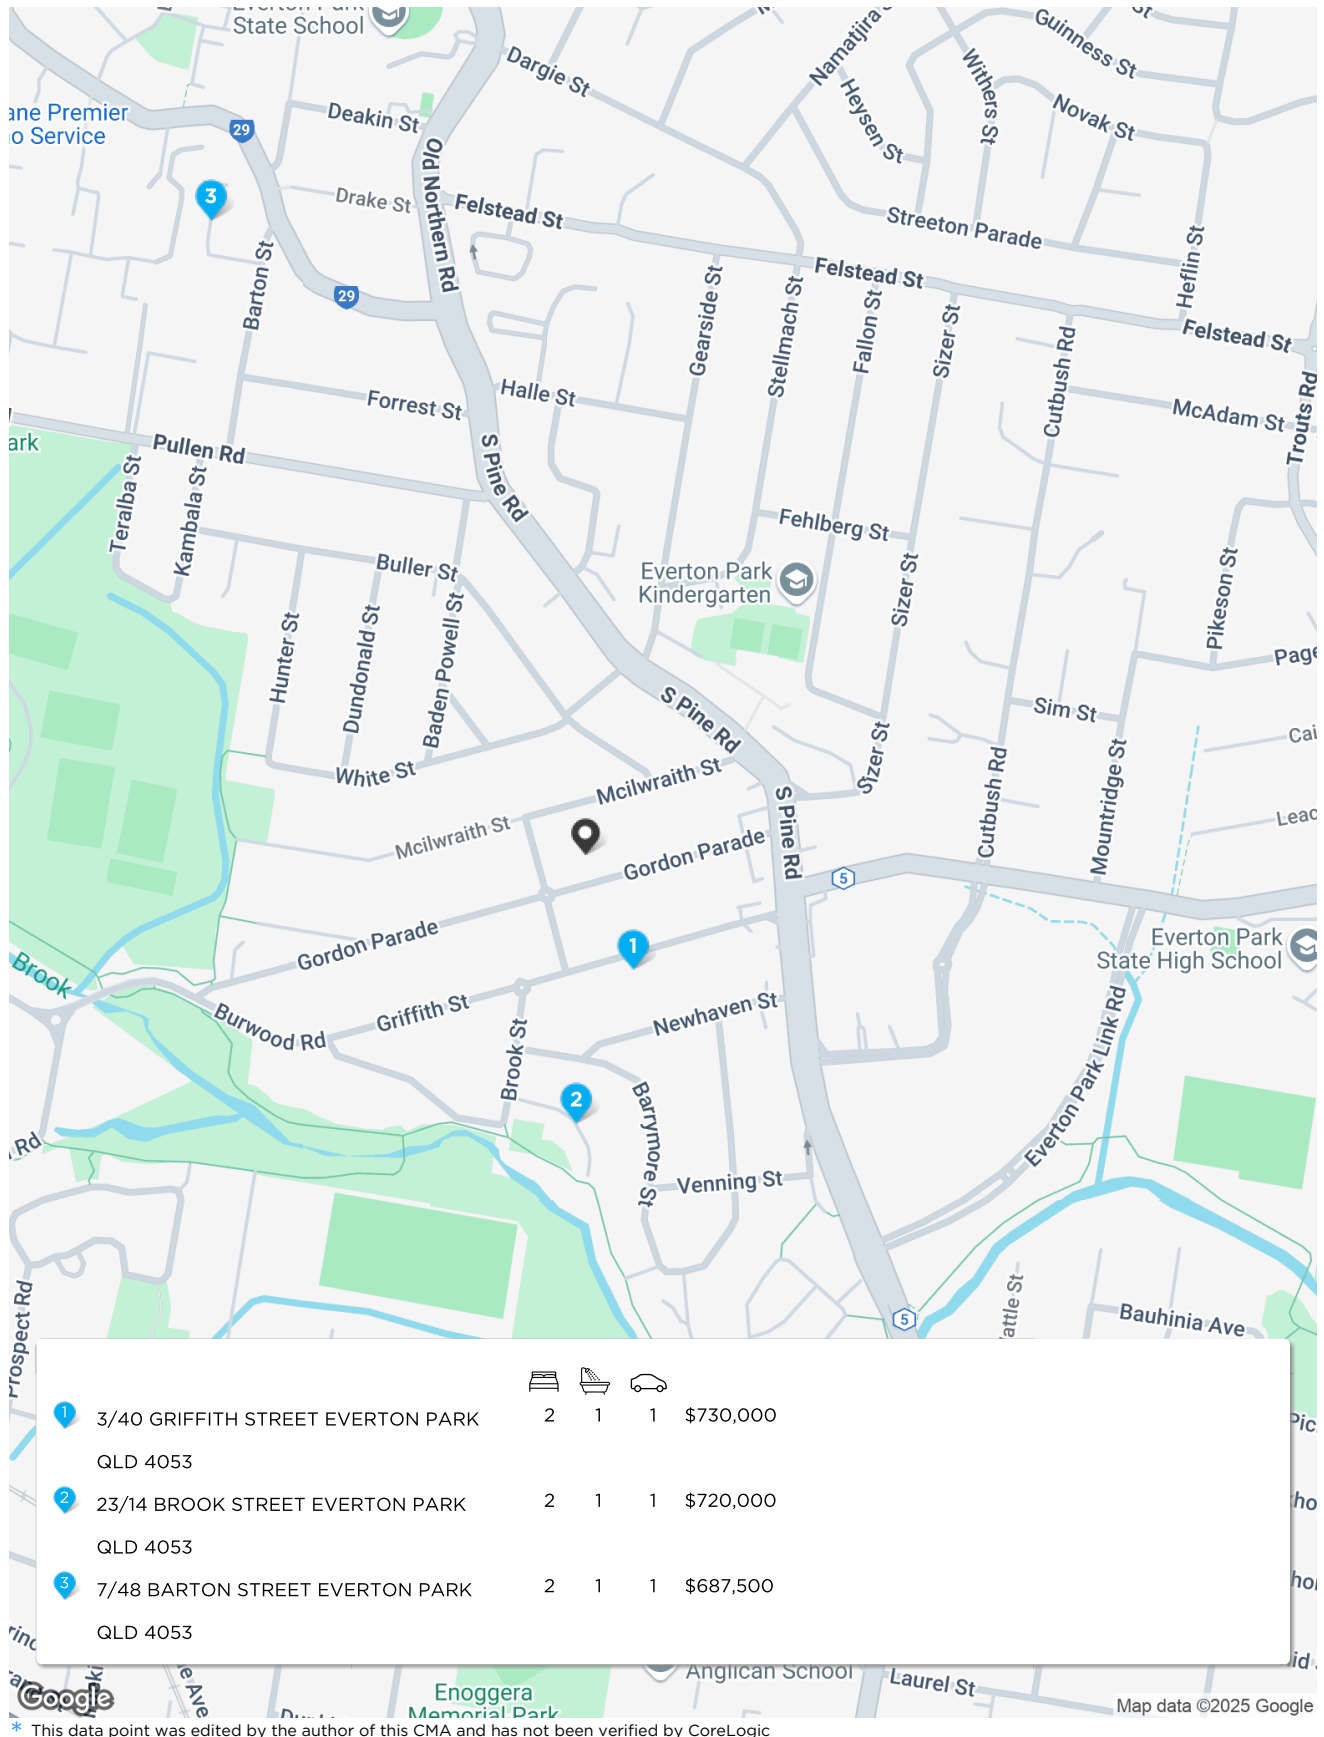 State School
Dargie St
Namatjira S
Guinness St
St
Withers St
Heysen St
Novak St
ane Premier
o Service
Deakin St
29
Old Northern Rd
3
Drake St
Felstead St
Streeton Parade
Heflin St
Barton St
29
Felstead St
Gearside St
Stellmach St
Fallon St
Sizer St
Cutbush Rd
Felstead St
Trouts Rd
Forrest St
Halle St
McAdam St
ark
Pullen Rd
S Pine Rd
Teralba St
Kambala St
Fehlberg St
Buller St
Everton Park
Kindergarten
Sizer St
Pikeson St
Hunter St
Dundonald St
Baden Powell St
Page
S Pine Rd
Sim St
Cai
White St
Mcilwraith St
Sizer St
Cutbush Rd
Mountridge St
Mcilwraith St
S Pine Rd
Leac
Gordon Parade
5
Gordon Parade
1
Everton Park
State High School
Brook
Griffith St
Newhaven St
Burwood Rd
Brook St
Everton Park Link Rd
2
Barrymore St
Rd
Venning St
Prospect Rd
attle St
5
Bauhinia Ave
1 3/40 GRIFFITH STREET EVERTON PARK 2 1 1 $730,000
QLD 4053
2 23/14 BROOK STREET EVERTON PARK 2 1 1 $720,000
QLD 4053
3 7/48 BARTON STREET EVERTON PARK 2 1 1 $687,500
QLD 4053
Anglican School
Laurel St
e Ave
Enoggera
Memorial Park
Google
Map data ©2025 Google
* This data point was edited by the author of this CMA and has not been verified by CoreLogic